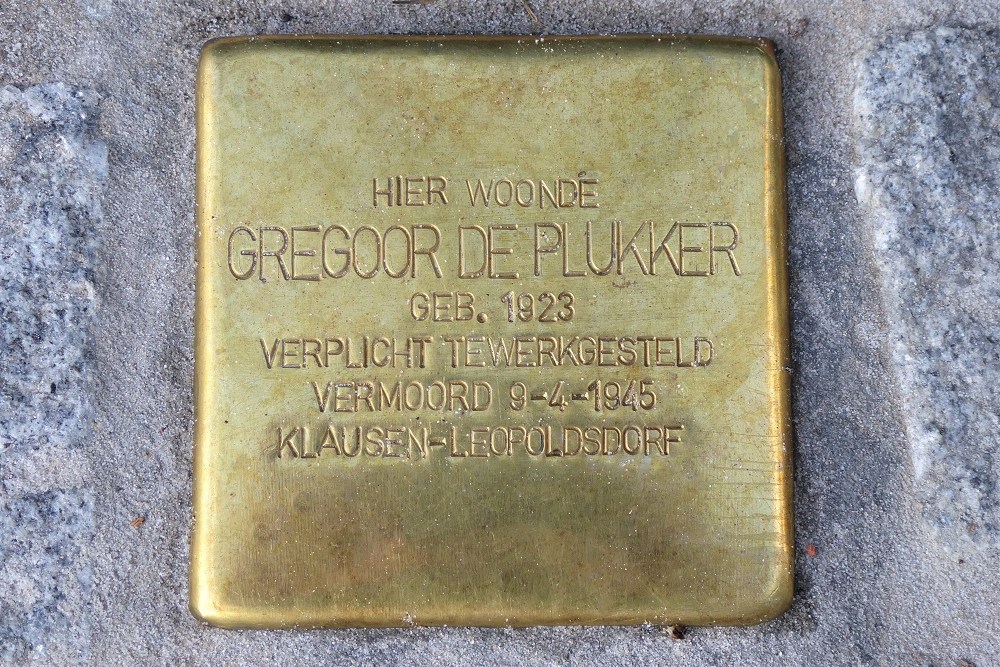 HIER WOONDE
GREGOOR DE PLUKKER
GEB. 1923
VERPLICHT TEWERKGESTELD
VERMOORD 9-4-1945
KLAUSEN-LEOPOLDSDORF